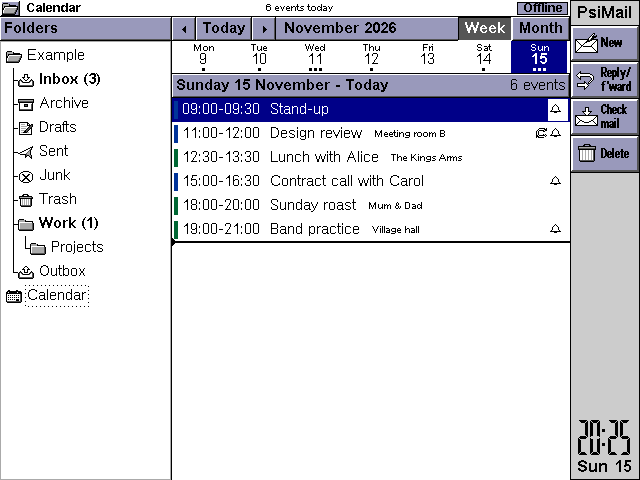 Calendar
6 events today
Offline
PsiMail
Folders
Today
November 2026
Week
Month
Example
Inbox (3)
Archive
Drafts
Sent
Junk
Trash
Work (1)
Projects
Outbox
Calendar
Mon 9
Tue 10
Wed 11
Thu 12
Fri 13
Sat 14
Sun 15
Sunday 15 November - Today 6 events
09:00-09:30 Stand-up
11:00-12:00 Design review Meeting room B
12:30-13:30 Lunch with Alice The Kings Arms
15:00-16:30 Contract call with Carol
18:00-20:00 Sunday roast Mum & Dad
19:00-21:00 Band practice Village hall
New
Reply/
f'ward
Check
mail
Delete
20:25
Sun 15